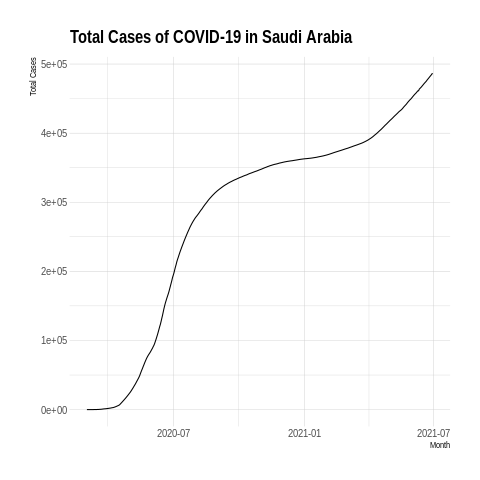 Total Cases of COVID-19 in Saudi Arabia
Total Cases
5e+05
4e+05
3e+05
2e+05
1e+05
0e+00
2020-07
2021-01
2021-07
Month